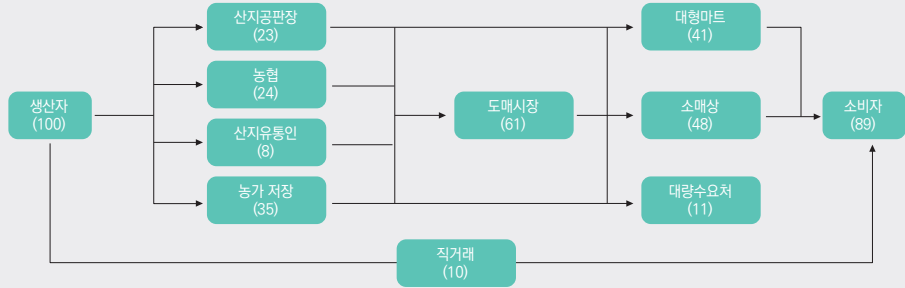 생산자
(100)
산지공판장
(23)
농협
(24)
산지유통인
(8)
농가 저장
(35)
도매시장
(61)
대형마트
(41)
소매상
(48)
대량수요처
(11)
소비자
(89)
직거래
(10)